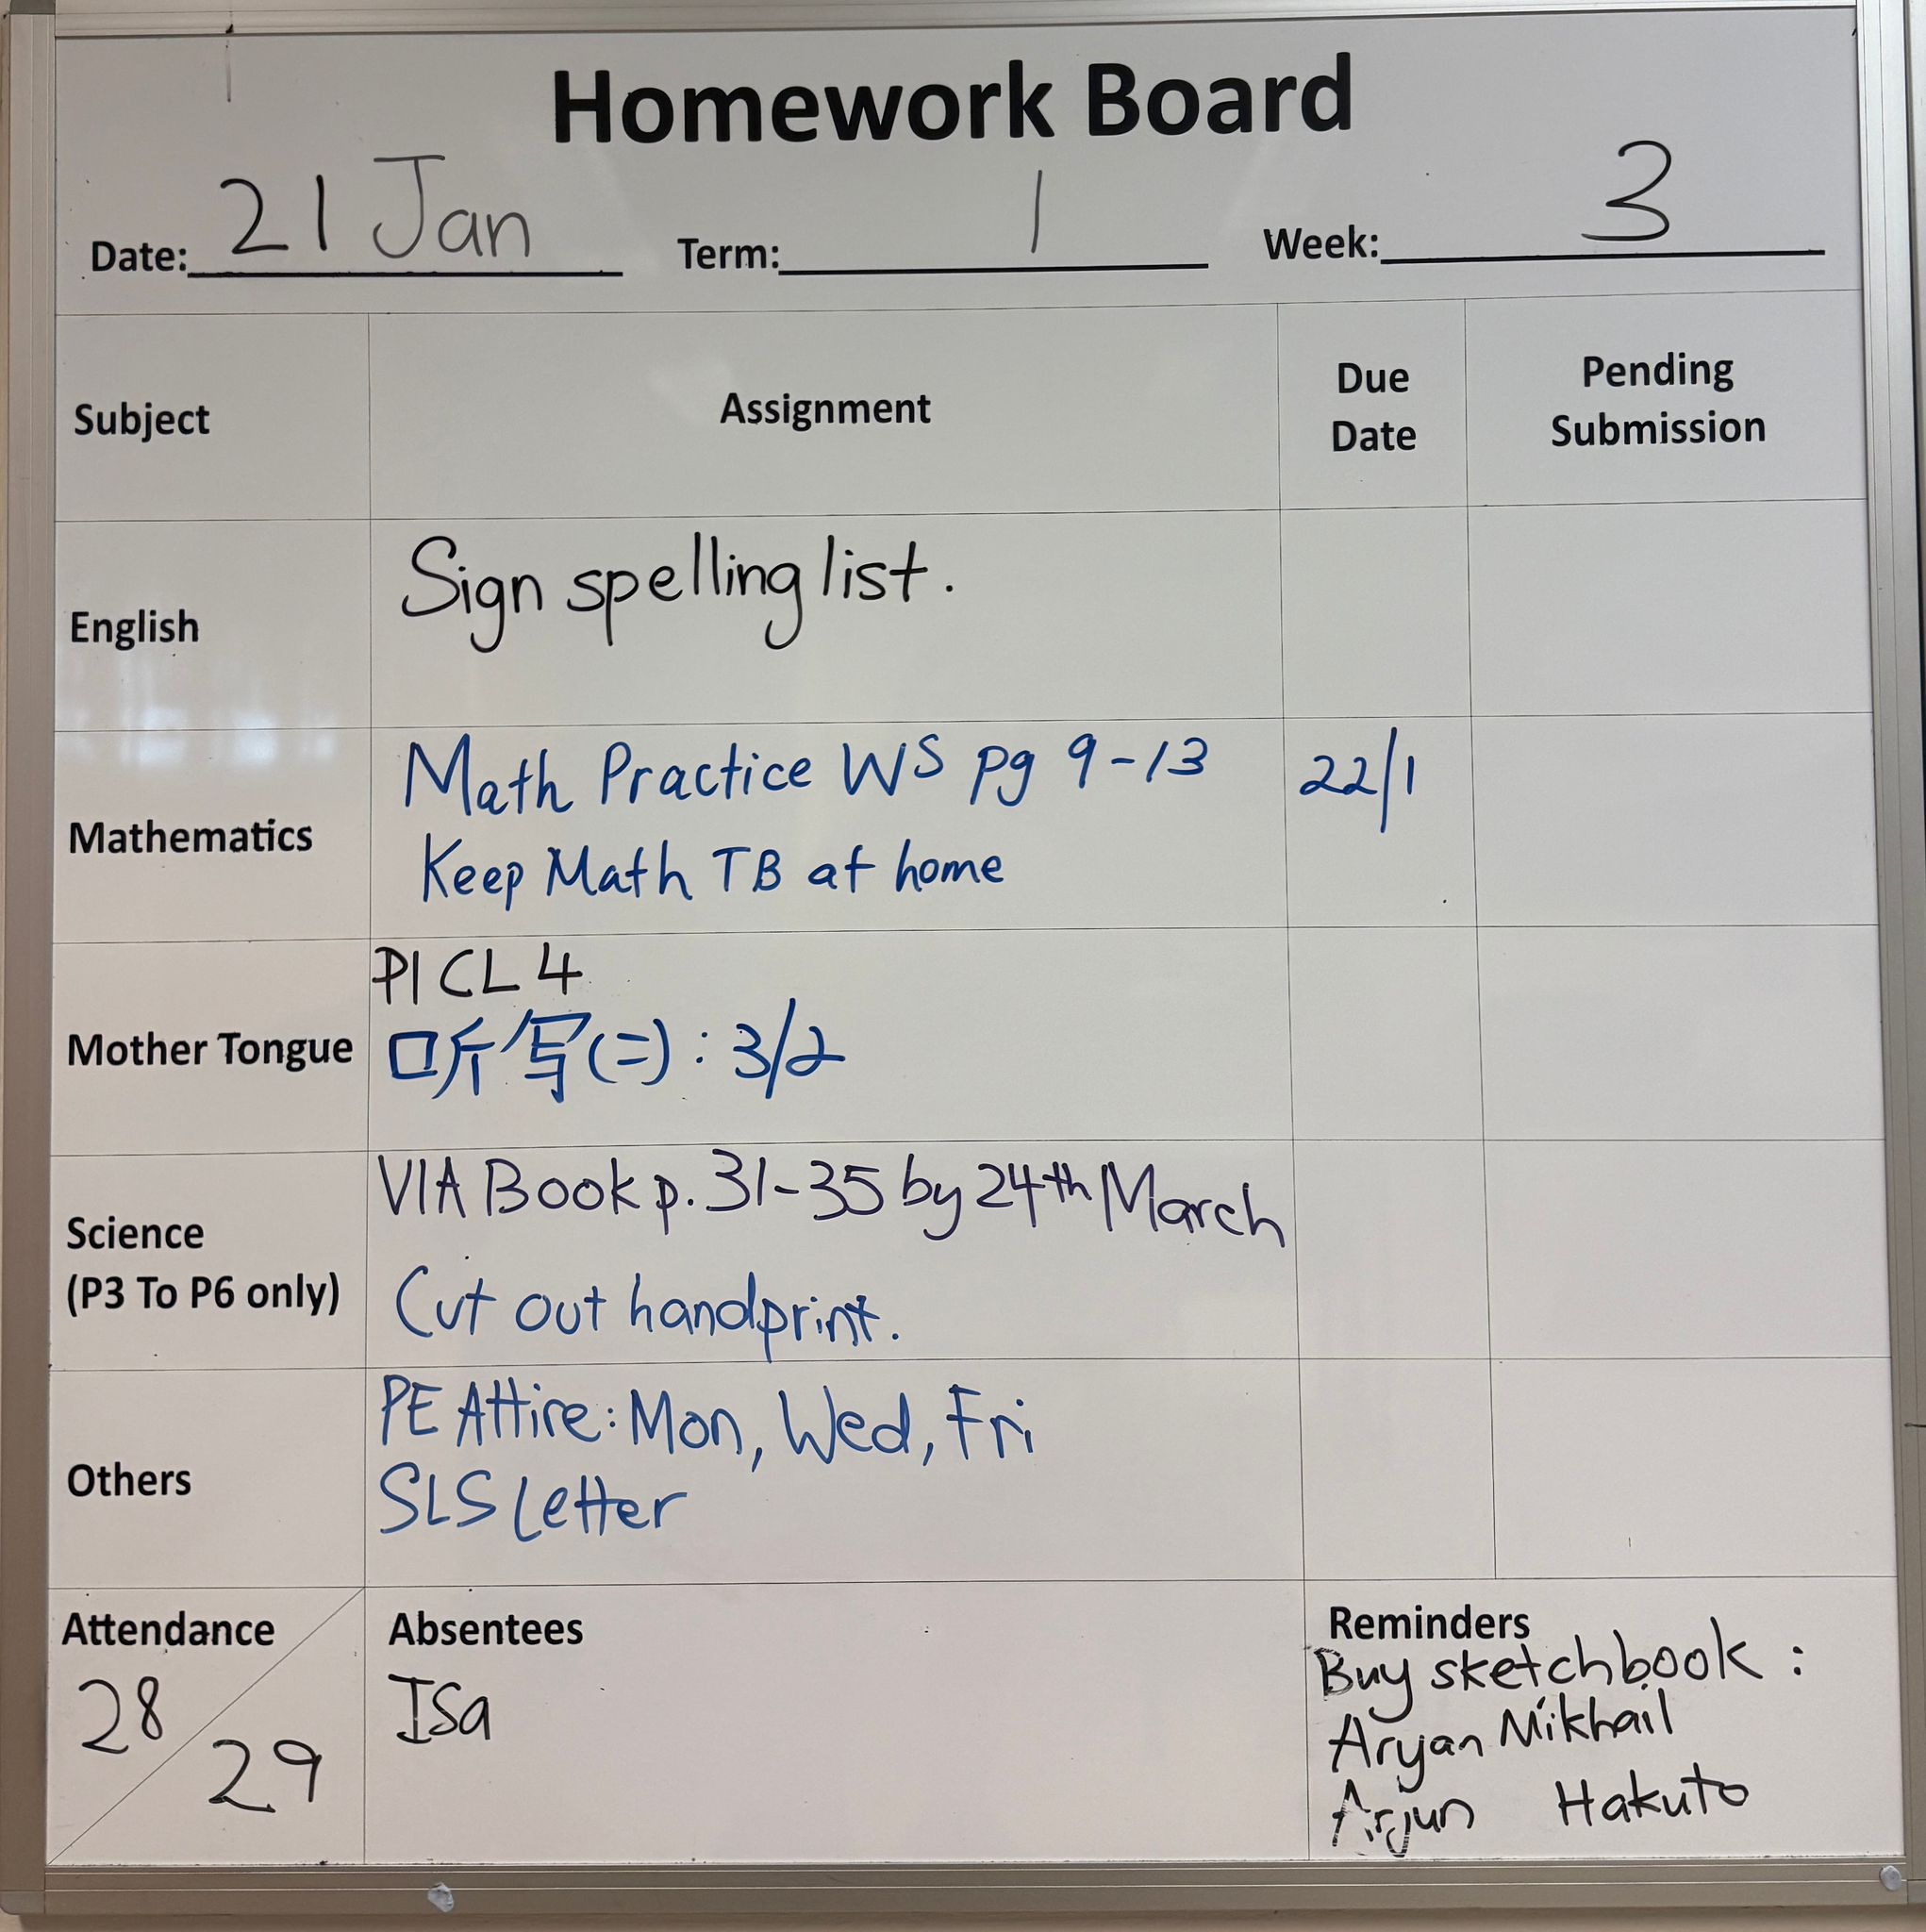 Homework Board
Date: 21 Jan Term: 1 Week: 3
Subject Assignment Due Date Pending Submission
English Sign spelling list.
Mathematics Math Practice WS pg 9-13 22/1
Keep Math TB at home
Mother Tongue P1 CL 4
听写(二): 3/2
Science (P3 To P6 only) VIA Book p. 31-35 by 24th March
Cut out handprint.
Others PE Attire: Mon, Wed, Fri
SLS Letter
Attendance 28/29
Absentees
Isa
Reminders
Buy sketchbook :
Aryan Mikhail
Arjun Hakuto